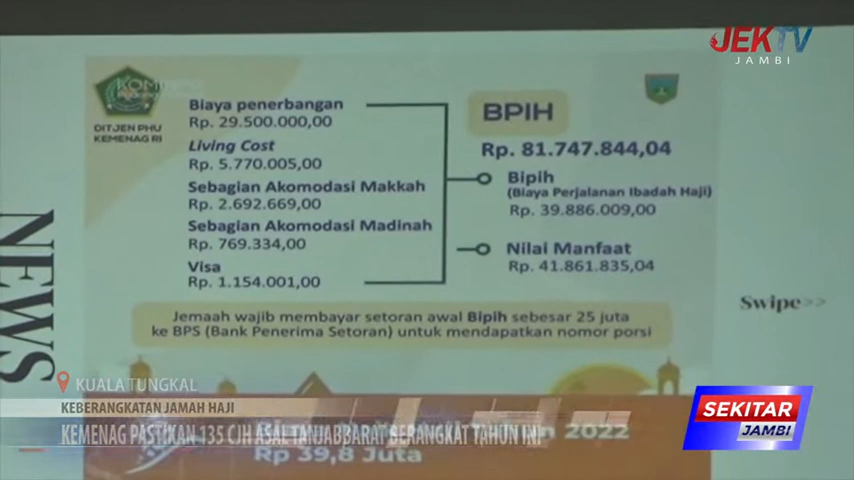 JEKTV
JAMBI
DITJEN PHU
KEMENAG RI
Biaya penerbangan
Rp. 29.500.000,00
Living Cost
Rp. 5.770.005,00
Sebagian Akomodasi Makkah
Rp. 2.692.669,00
Sebagian Akomodasi Madinah
Rp. 769.334,00
Visa
Rp. 1.154.001,00
BPIH
Rp. 81.747.844,04
Bipih
(Biaya Perjalanan Ibadah Haji)
Rp. 39.886.009,00
Nilai Manfaat
Rp. 41.861.835,04
Jemaah wajib membayar setoran awal Bipih sebesar 25 juta
ke BPS (Bank Penerima Setoran) untuk mendapatkan nomor porsi
NEWS
Swipe>>
KUALA TUNGKAL
KEBERANGKATAN JAMAH HAJI
KEMENAG PASTIKAN 135 CJH ASAL TANJABBARAT BERANGKAT TAHUN INI
2022
Rp 39,8 Juta
SEKITAR
JAMBI